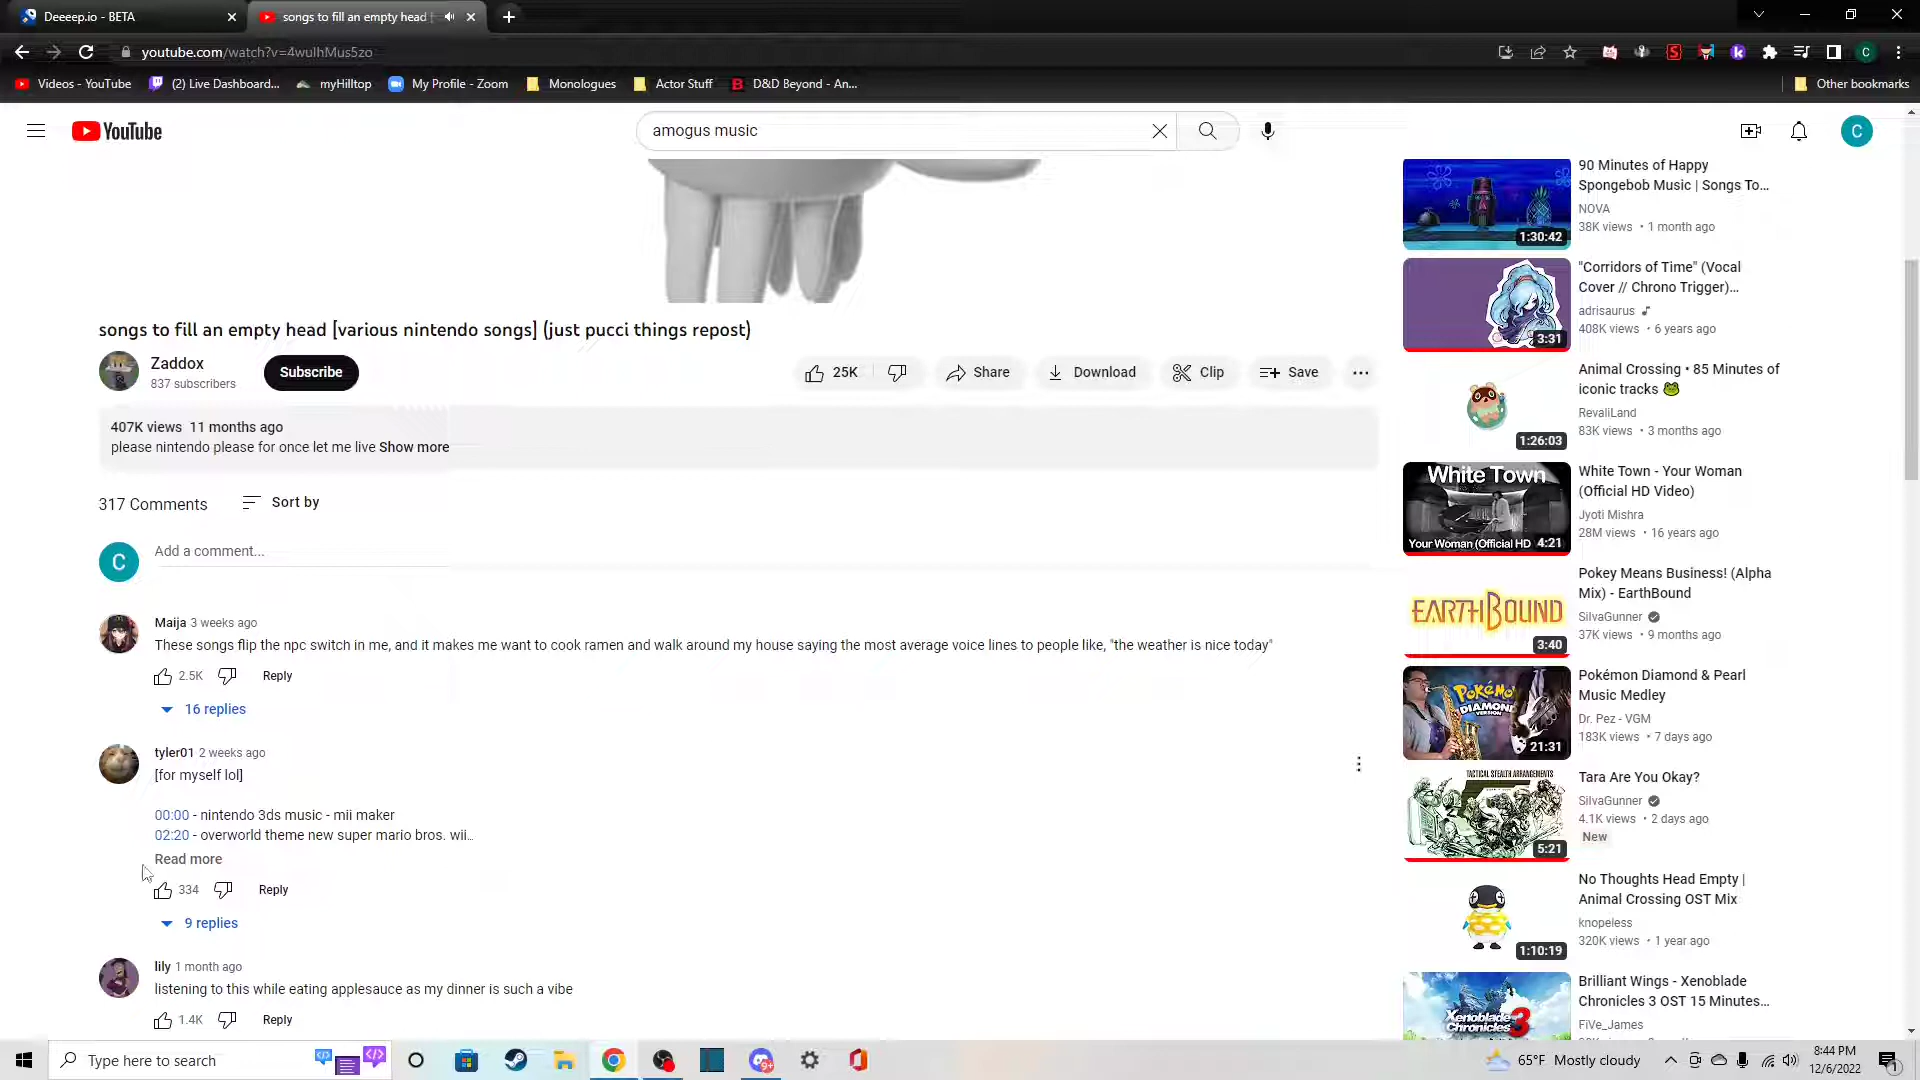 Deeeep.io - BETA
songs to fill an empty head
youtube.com/watch?v=4wulhMus5zo
Videos - YouTube
(2) Live Dashboard...
myHilltop
My Profile - Zoom
Monologues
Actor Stuff
D&D Beyond - An...
Other bookmarks
YouTube
amogus music
C
songs to fill an empty head [various nintendo songs] (just pucci things repost)
Zaddox
837 subscribers
Subscribe
25K
Share
Download
Clip
Save
407K views 11 months ago
please nintendo please for once let me live Show more
317 Comments
Sort by
C
Add a comment...
Maija 3 weeks ago
These songs flip the npc switch in me, and it makes me want to cook ramen and walk around my house saying the most average voice lines to people like, "the weather is nice today"
2.5K
Reply
16 replies
tyler01 2 weeks ago
[for myself lol]
00:00 - nintendo 3ds music - mii maker
02:20 - overworld theme new super mario bros. wii...
Read more
334
Reply
9 replies
lily 1 month ago
listening to this while eating applesauce as my dinner is such a vibe
1.4K
Reply
1:30:42
90 Minutes of Happy
Spongebob Music | Songs To...
NOVA
38K views • 1 month ago
3:31
"Corridors of Time" (Vocal
Cover // Chrono Trigger)...
adrisaurus
408K views • 6 years ago
1:26:03
Animal Crossing • 85 Minutes of
iconic tracks 🐸
RevaliLand
83K views • 3 months ago
White Town
Your Woman (Official HD
4:21
White Town - Your Woman
(Official HD Video)
Jyoti Mishra
28M views • 16 years ago
EARTHBOUND
3:40
Pokey Means Business! (Alpha
Mix) - EarthBound
SilvaGunner
37K views • 9 months ago
POKéMON
DIAMOND
VERSION
21:31
Pokémon Diamond & Pearl
Music Medley
Dr. Pez - VGM
183K views • 7 days ago
TACTICAL STEALTH ARRANGEMENTS
5:21
Tara Are You Okay?
SilvaGunner
4.1K views • 2 days ago
New
1:10:19
No Thoughts Head Empty |
Animal Crossing OST Mix
knopeless
320K views • 1 year ago
Xenoblade
Chronicles 3
Brilliant Wings - Xenoblade
Chronicles 3 OST 15 Minutes...
FiVe_James
Type here to search
9+
65°F Mostly cloudy
8:44 PM
12/6/2022
1